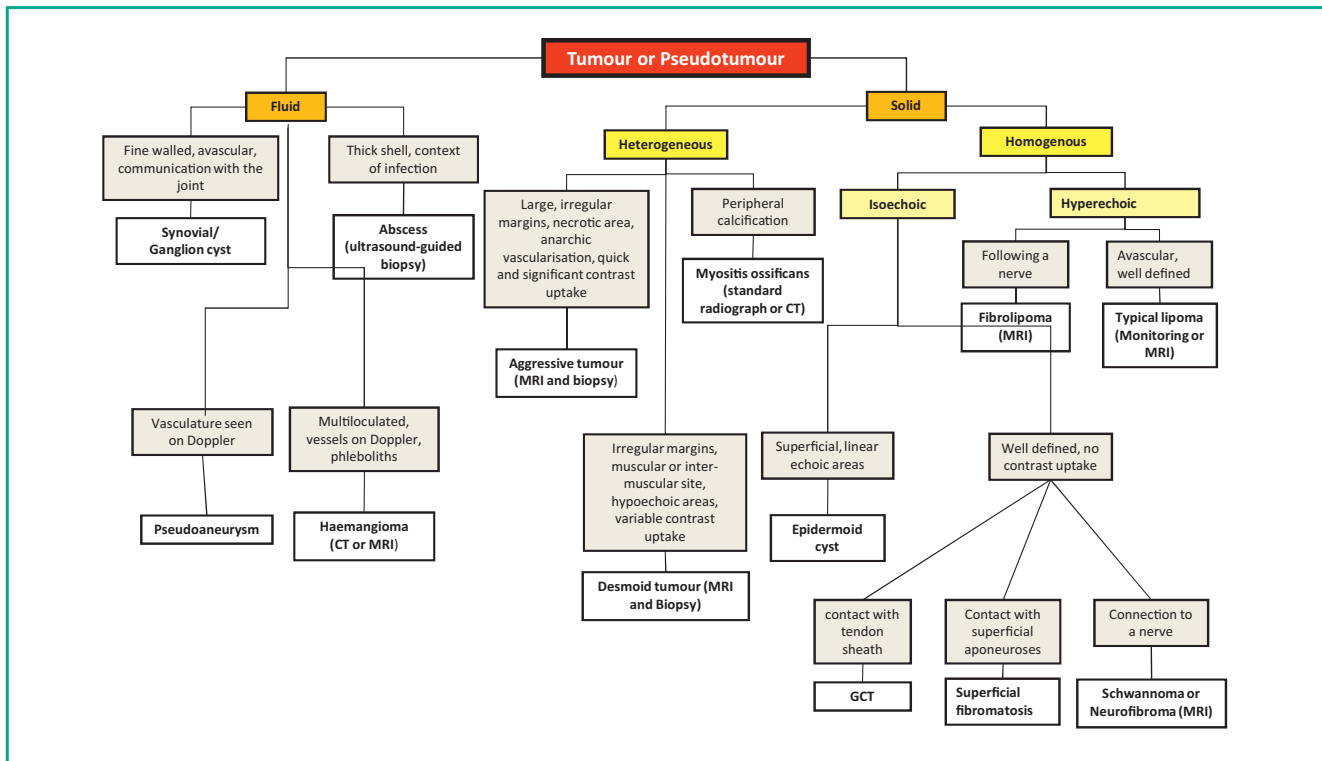 Tumour or Pseudotumour
Fluid
Solid
Fine walled, avascular,
communication with the
joint
Thick shell, context
of infection
Heterogeneous
Homogenous
Synovial/
Ganglion cyst
Abscess
(ultrasound-guided
biopsy)
Large, irregular
margins, necrotic area,
anarchic
vascularisation, quick
and significant contrast
uptake
Peripheral
calcification
Isoechoic
Hyperechoic
Myositis ossificans
(standard
radiograph or CT)
Following a
nerve
Avascular,
well defined
Fibrolipoma
(MRI)
Typical lipoma
(Monitoring or
MRI)
Aggressive tumour
(MRI and biopsy)
Vasculature seen
on Doppler
Multiloculated,
vessels on Doppler,
phleboliths
Irregular margins,
muscular or inter-
muscular site,
hypoechoic areas,
variable contrast
uptake
Superficial, linear
echoic areas
Well defined, no
contrast uptake
Pseudoaneurysm
Haemangioma
(CT or MRI)
Epidermoid
cyst
Desmoid tumour (MRI
and Biopsy)
contact with
tendon
sheath
Contact with
superficial
aponeuroses
Connection to
a nerve
GCT
Superficial
fibromatosis
Schwannoma or
Neurofibroma (MRI)